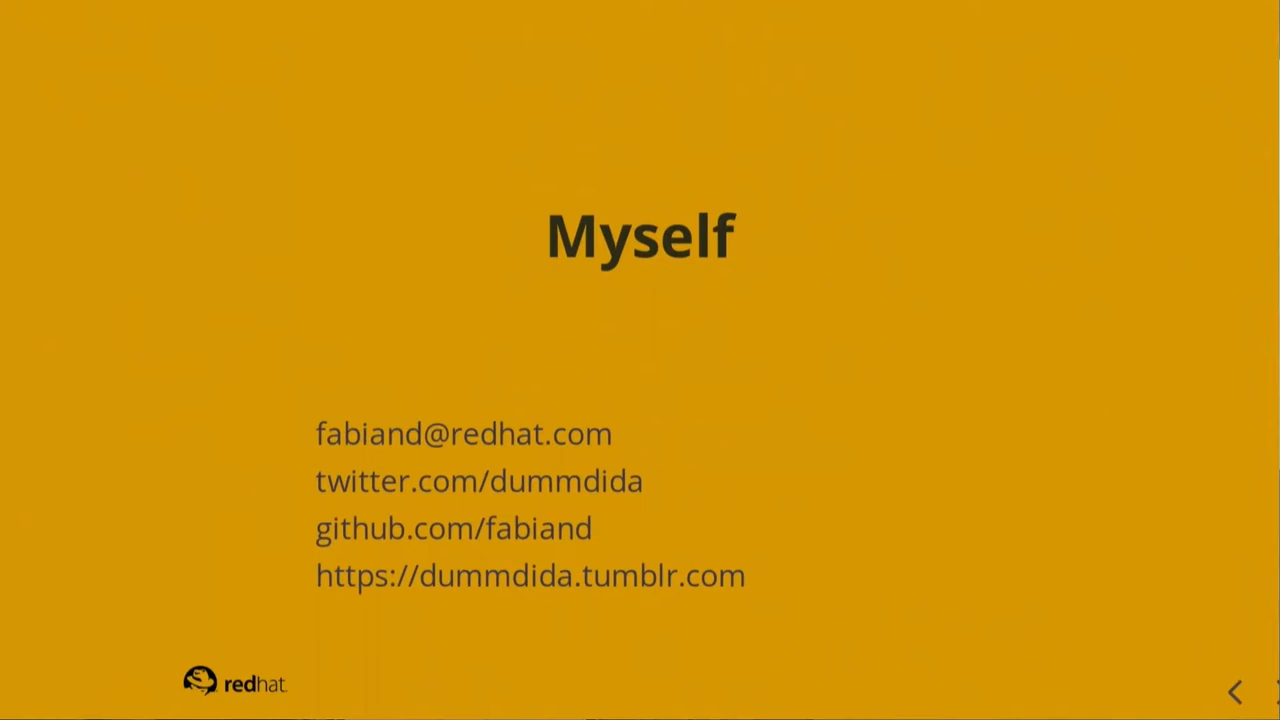 Myself
fabiand@redhat.com
twitter.com/dummdida
github.com/fabiand
https://dummdida.tumblr.com
redhat.